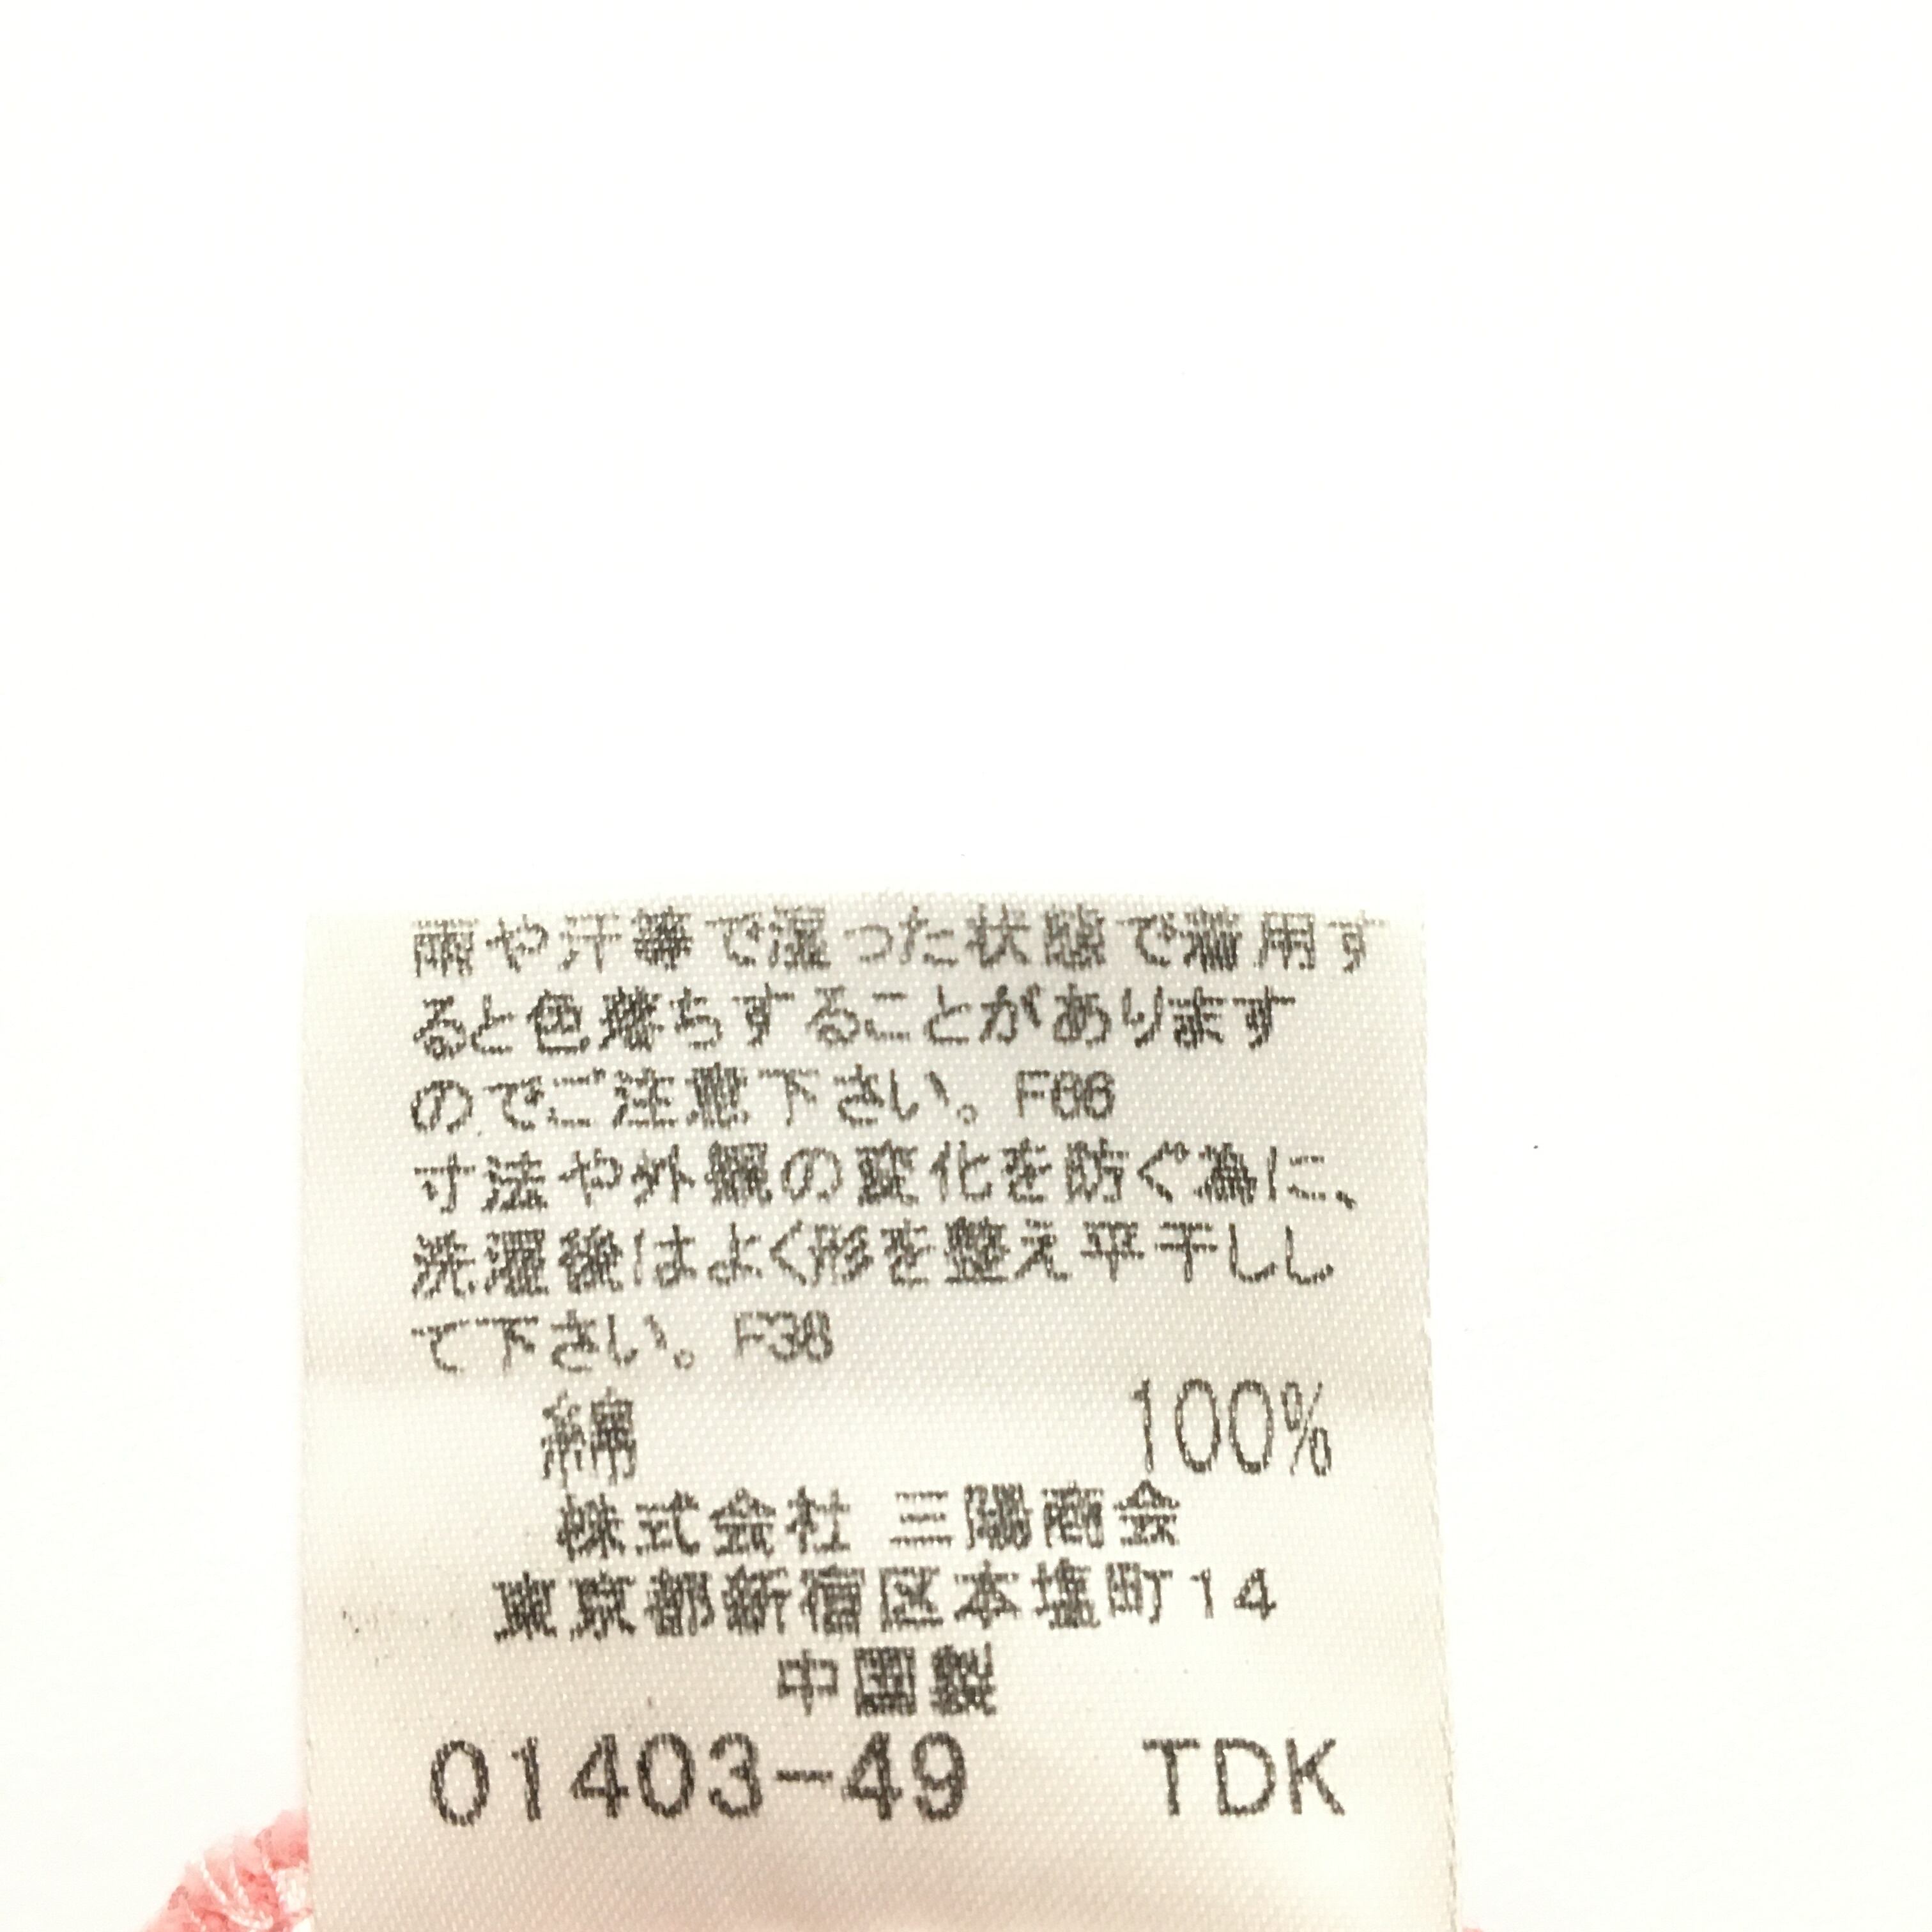 雨や汗等で湿った状態で着用す
ると色落ちすることがあります
のでご注意下さい。F66
寸法や外観の変化を防ぐ為に、
洗濯後はよく形を整え平干しし
て下さい。F38
綿 100%
株式会社 三陽商会
東京都新宿区本塩町14
中国製
01403-49 TDK